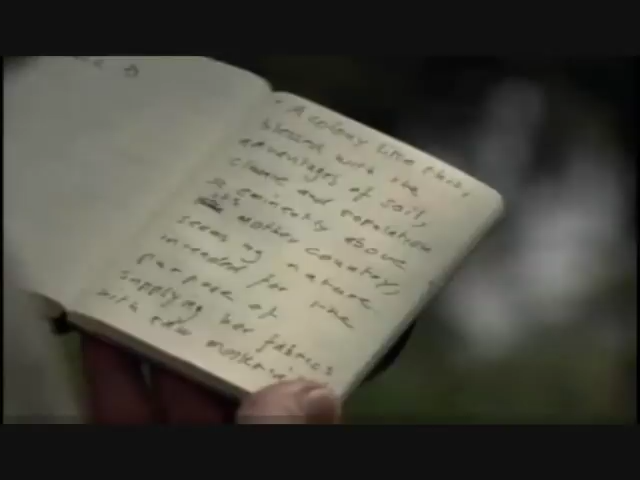 "A colony like this,
blessed with the
advantages of soil,
climate and population
so eminently above
its mother country,
seems by nature
intended for the
purpose of
supplying her fabrics
with raw materials